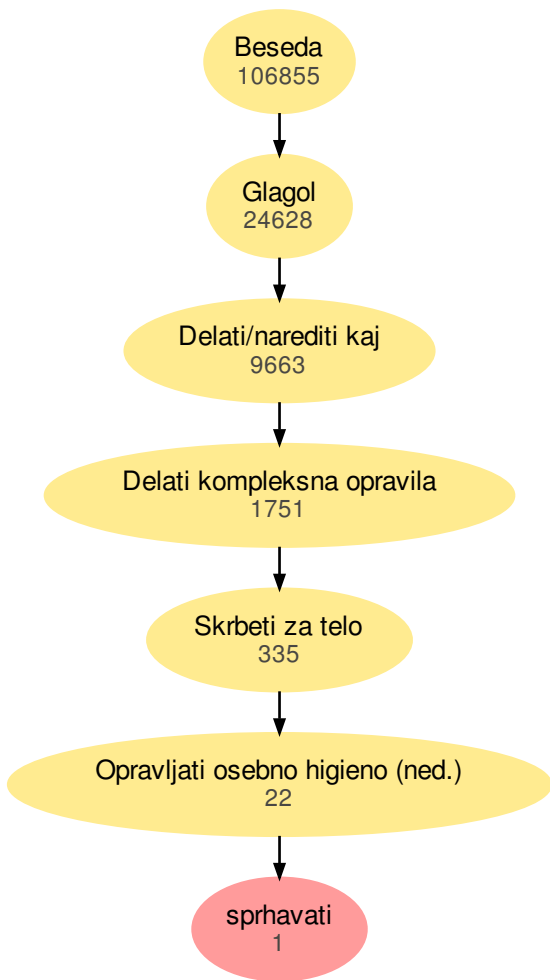 Beseda
106855
Glagol
24628
Delati/narediti kaj
9663
Delati kompleksna opravila
1751
Skrbeti za telo
335
Opravljati osebno higieno (ned.)
22
sprhavati
1